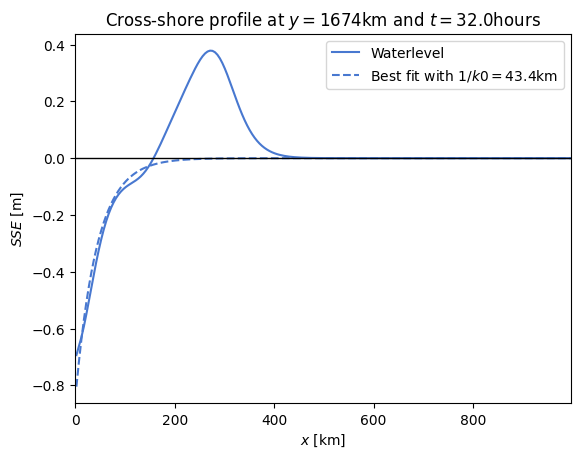 Cross-shore profile at y = 1674km and t = 32.0hours
Waterlevel
Best fit with 1/k0 = 43.4km
SSE [m]
0.4
0.2
0.0
−0.2
−0.4
−0.6
−0.8
0 200 400 600 800
x [km]